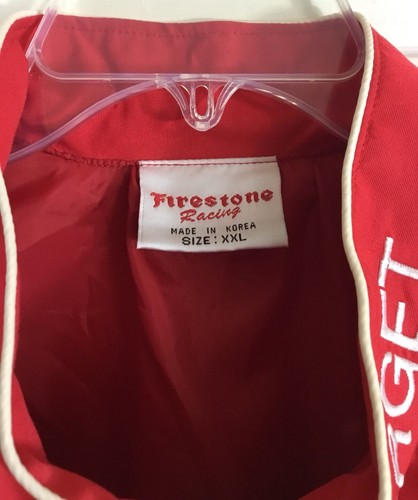 Firestone
Racing
MADE IN KOREA
SIZE: XXL
RGET